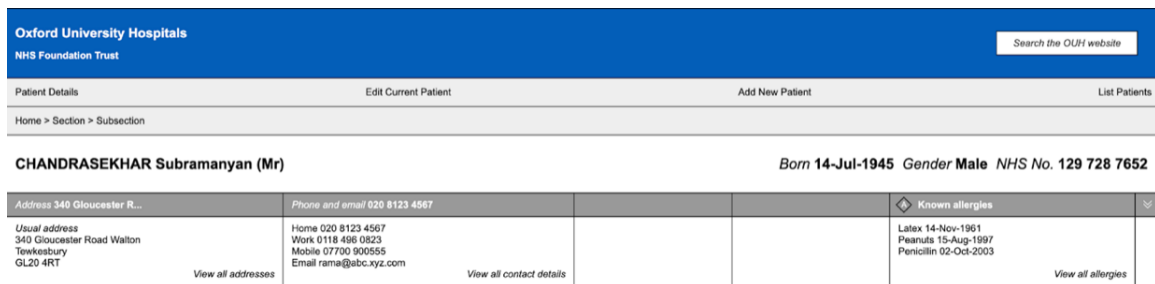 Oxford University Hospitals
NHS Foundation Trust
Search the OUH website
Patient Details Edit Current Patient Add New Patient List Patients
Home > Section > Subsection
CHANDRASEKHAR Subramanyan (Mr) Born 14-Jul-1945 Gender Male NHS No. 129 728 7652
Address 340 Gloucester R... Phone and email 020 8123 4567 A Known allergies
Usual address
340 Gloucester Road Walton
Tewkesbury
GL20 4RT
View all addresses
Home 020 8123 4567
Work 0118 496 0823
Mobile 07700 900555
Email rama@abc.xyz.com
View all contact details
Latex 14-Nov-1961
Peanuts 15-Aug-1997
Penicillin 02-Oct-2003
View all allergies